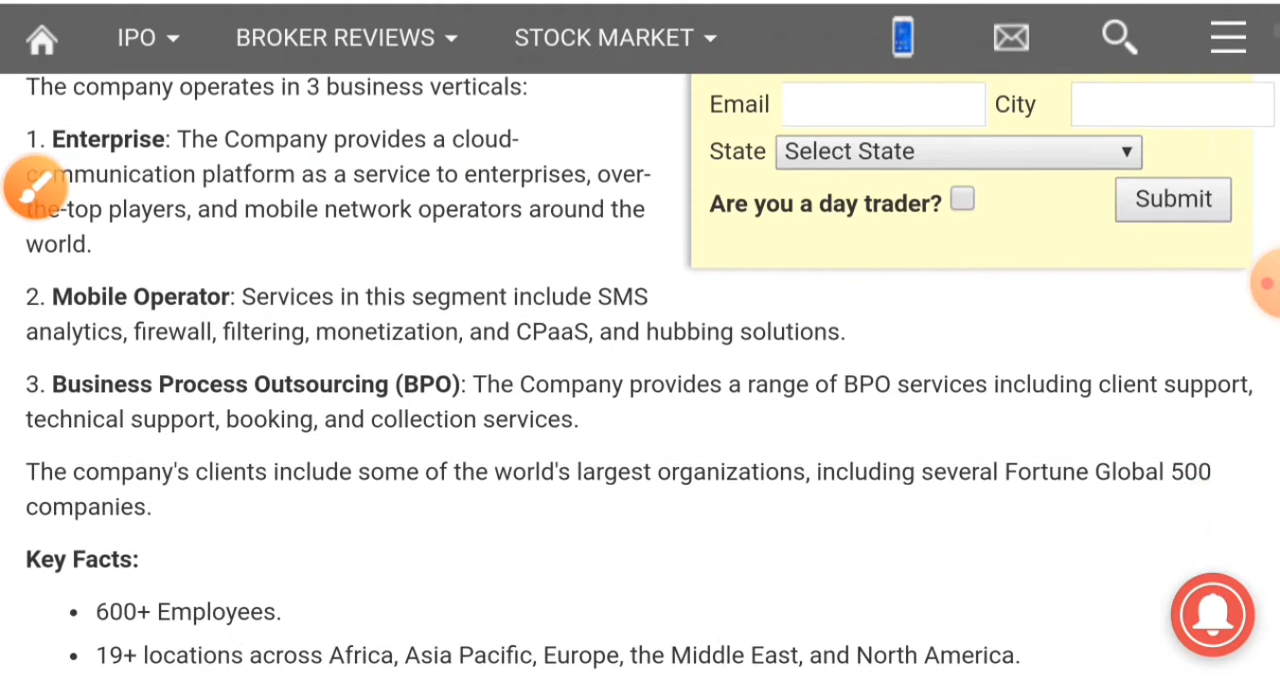 IPO BROKER REVIEWS STOCK MARKET
The company operates in 3 business verticals:
Email City
State Select State
Are you a day trader? Submit
1. Enterprise: The Company provides a cloud-
communication platform as a service to enterprises, over-
the-top players, and mobile network operators around the
world.
2. Mobile Operator: Services in this segment include SMS
analytics, firewall, filtering, monetization, and CPaaS, and hubbing solutions.
3. Business Process Outsourcing (BPO): The Company provides a range of BPO services including client support,
technical support, booking, and collection services.
The company's clients include some of the world's largest organizations, including several Fortune Global 500
companies.
Key Facts:
• 600+ Employees.
• 19+ locations across Africa, Asia Pacific, Europe, the Middle East, and North America.